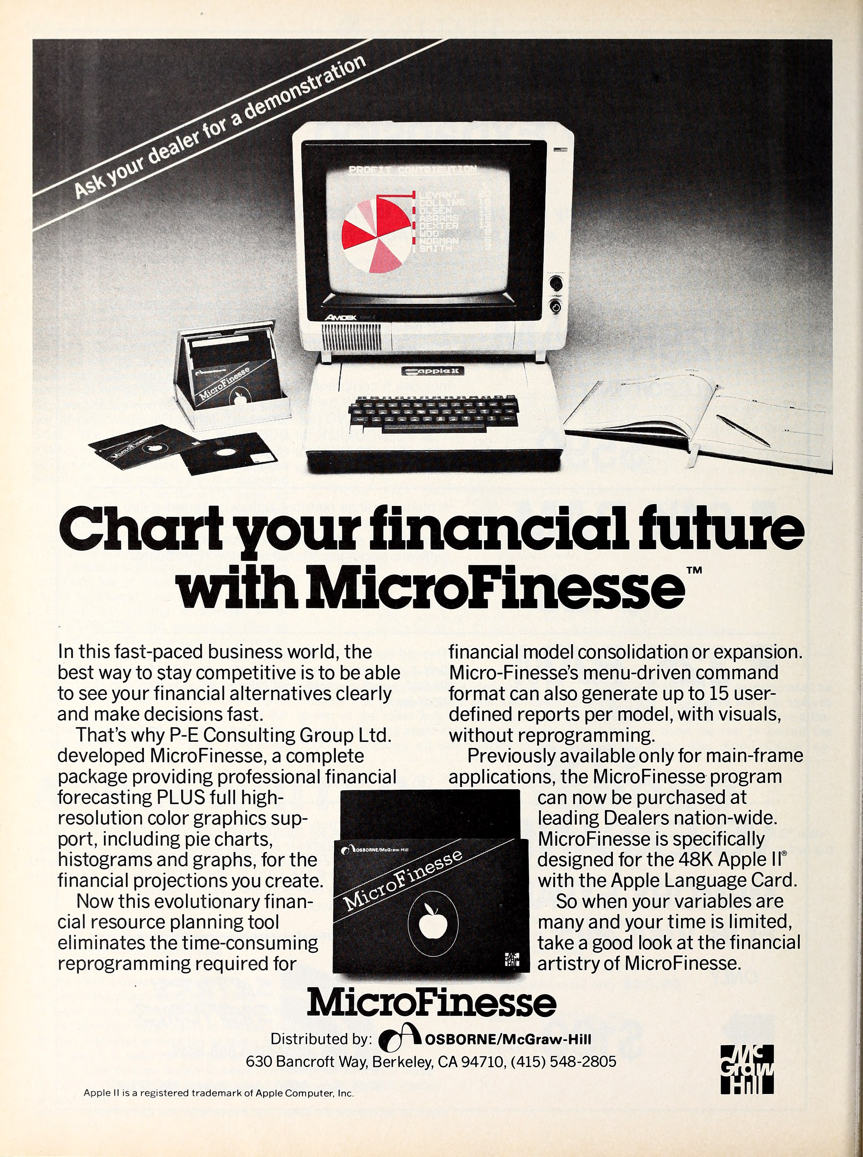 Ask your dealer for a demonstration
PROFIT CONTRIBUTION
LEVANT
COLLINS
OLSEN
ABRAMS
DEXTER
WOO
NORMAN
SMITH
AMDEK
apple II
MicroFinesse
MicroFinesse
Chart your financial future
with MicroFinesse™
In this fast-paced business world, the
best way to stay competitive is to be able
to see your financial alternatives clearly
and make decisions fast.
That's why P-E Consulting Group Ltd.
developed MicroFinesse, a complete
package providing professional financial
forecasting PLUS full high-
resolution color graphics sup-
port, including pie charts,
histograms and graphs, for the
financial projections you create.
Now this evolutionary finan-
cial resource planning tool
eliminates the time-consuming
reprogramming required for
financial model consolidation or expansion.
Micro-Finesse's menu-driven command
format can also generate up to 15 user-
defined reports per model, with visuals,
without reprogramming.
Previously available only for main-frame
applications, the MicroFinesse program
can now be purchased at
leading Dealers nation-wide.
MicroFinesse is specifically
designed for the 48K Apple II®
with the Apple Language Card.
So when your variables are
many and your time is limited,
take a good look at the financial
artistry of MicroFinesse.
OSBORNE/McGraw-Hill
MicroFinesse
Mc
Graw
Hill
MicroFinesse
Distributed by: OSBORNE/McGraw-Hill
630 Bancroft Way, Berkeley, CA 94710, (415) 548-2805
Mc
Graw
Hill
Apple II is a registered trademark of Apple Computer, Inc.